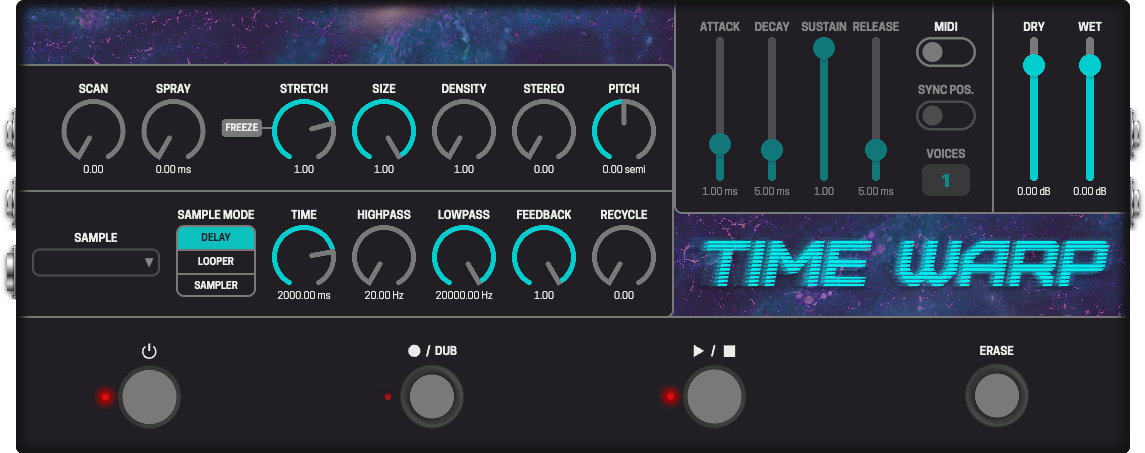 ATTACK DECAY SUSTAIN RELEASE MIDI DRY WET
SCAN SPRAY STRETCH SIZE DENSITY STEREO PITCH
SYNC POS.
FREEZE
VOICES
0.00 0.00 ms 1.00 1.00 1.00 0.00 0.00 semi
1
1.00 ms 5.00 ms 1.00 5.00 ms 0.00 dB 0.00 dB
SAMPLE MODE TIME HIGHPASS LOWPASS FEEDBACK RECYCLE
SAMPLE
DELAY
LOOPER
SAMPLER
2000.00 ms 20.00 Hz 20000.00 Hz 1.00 0.00
TIME WARP
/ DUB
/
ERASE